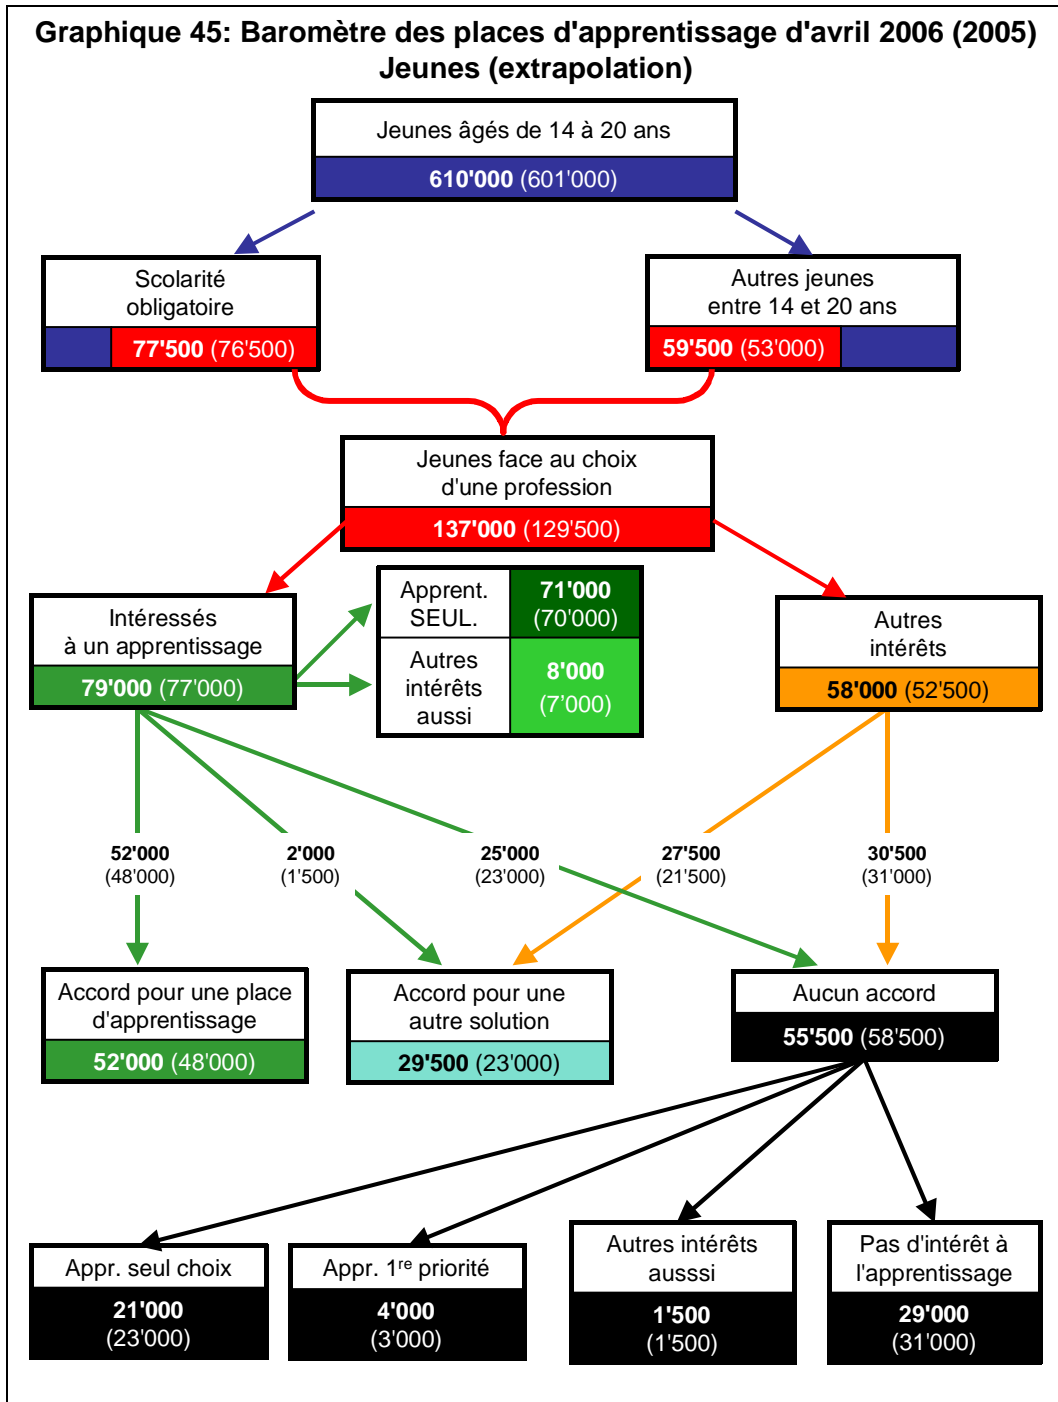 Graphique 45: Baromètre des places d'apprentissage d'avril 2006 (2005)
Jeunes (extrapolation)
Jeunes âgés de 14 à 20 ans
610'000 (601'000)
Scolarité
obligatoire
77'500 (76'500)
Autres jeunes
entre 14 et 20 ans
59'500 (53'000)
Jeunes face au choix
d'une profession
137'000 (129'500)
Intéressés
à un apprentissage
79'000 (77'000)
Apprent.
SEUL.
71'000
(70'000)
Autres
intérêts
aussi
8'000
(7'000)
Autres
intérêts
58'000 (52'500)
52'000
(48'000)
2'000
(1'500)
25'000
(23'000)
27'500
(21'500)
30'500
(31'000)
Accord pour une place
d'apprentissage
52'000 (48'000)
Accord pour une
autre solution
29'500 (23'000)
Aucun accord
55'500 (58'500)
Appr. seul choix
21'000
(23'000)
Appr. 1re priorité
4'000
(3'000)
Autres intérêts
ausssi
1'500
(1'500)
Pas d'intérêt à
l'apprentissage
29'000
(31'000)